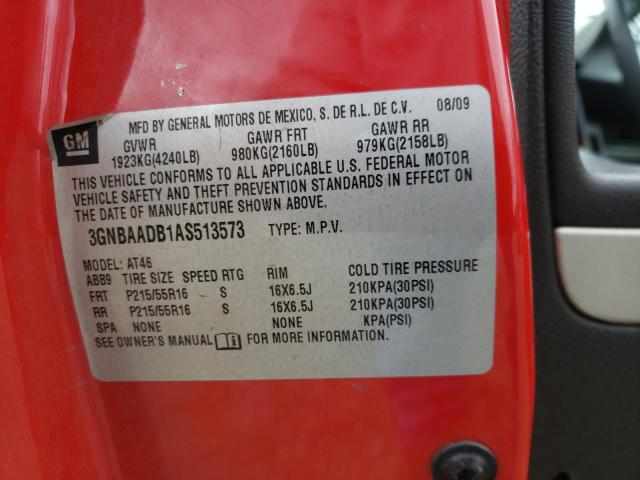 GM
MFD BY GENERAL MOTORS DE MEXICO, S. DE R.L. DE C.V. 08/09
GVWR GAWR FRT GAWR RR
1923KG(4240LB) 980KG(2160LB) 979KG(2158LB)
THIS VEHICLE CONFORMS TO ALL APPLICABLE U.S. FEDERAL MOTOR
VEHICLE SAFETY AND THEFT PREVENTION STANDARDS IN EFFECT ON
THE DATE OF MANUFACTURE SHOWN ABOVE.
3GNBAADB1AS513573 TYPE: M.P.V.
MODEL: AT46
ABB9 TIRE SIZE SPEED RTG RIM COLD TIRE PRESSURE
FRT P215/55R16 S 16X6.5J 210KPA(30PSI)
RR P215/55R16 S 16X6.5J 210KPA(30PSI)
SPA NONE NONE KPA(PSI)
SEE OWNER'S MANUAL FOR MORE INFORMATION.